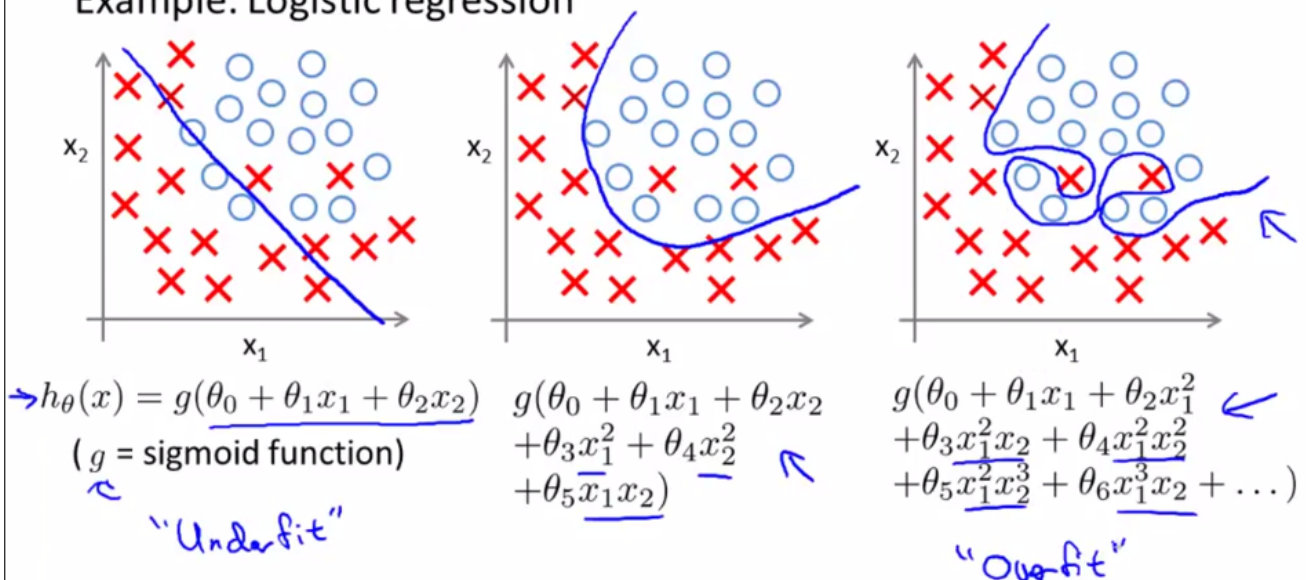 Example: Logistic regression
x₂
x₁
x₂
x₁
x₂
x₁
→ h_θ(x) = g(θ₀ + θ₁x₁ + θ₂x₂)
( g = sigmoid function)
"Underfit"
g(θ₀ + θ₁x₁ + θ₂x₂
+θ₃x₁² + θ₄x₂²
+θ₅x₁x₂)
g(θ₀ + θ₁x₁ + θ₂x₁²
+θ₃x₁²x₂ + θ₄x₁²x₂²
+θ₅x₁²x₂³ + θ₆x₁³x₂ + . . . )
"Overfit"